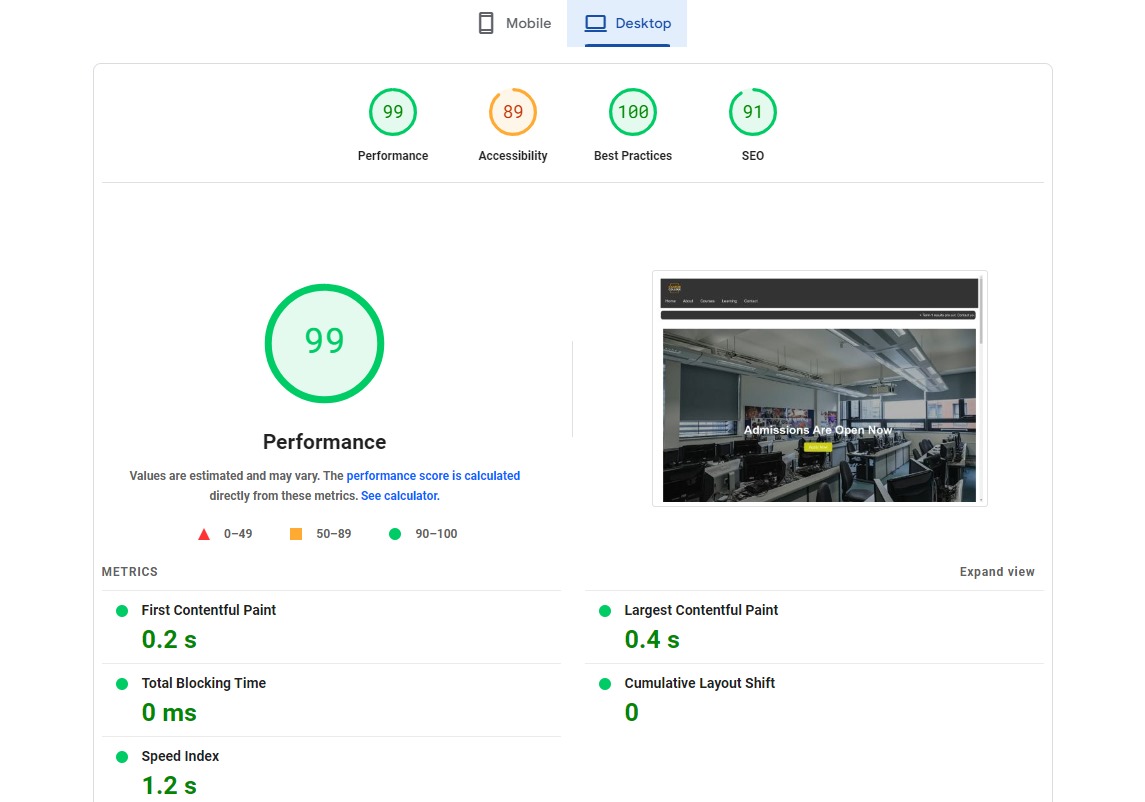 Mobile
Desktop
99
89
100
91
Performance
Accessibility
Best Practices
SEO
99
Performance
Values are estimated and may vary. The performance score is calculated
directly from these metrics. See calculator.
0–49
50–89
90–100
Home About Courses Learning Contact
Admissions Are Open Now
METRICS
Expand view
First Contentful Paint
0.2 s
Largest Contentful Paint
0.4 s
Total Blocking Time
0 ms
Cumulative Layout Shift
0
Speed Index
1.2 s